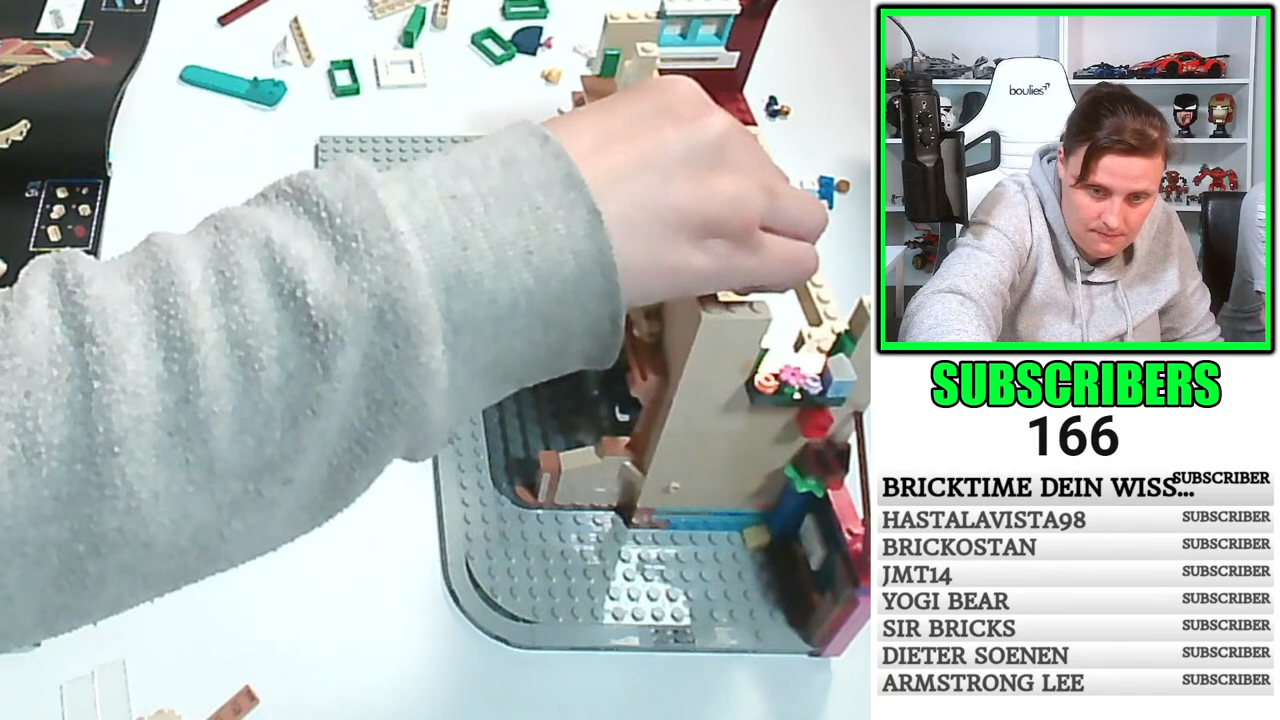 boulies
SUBSCRIBERS
166
BRICKTIME DEIN WISS... SUBSCRIBER
HASTALAVISTA98 SUBSCRIBER
BRICKOSTAN SUBSCRIBER
JMT14 SUBSCRIBER
YOGI BEAR SUBSCRIBER
SIR BRICKS SUBSCRIBER
DIETER SOENEN SUBSCRIBER
ARMSTRONG LEE SUBSCRIBER